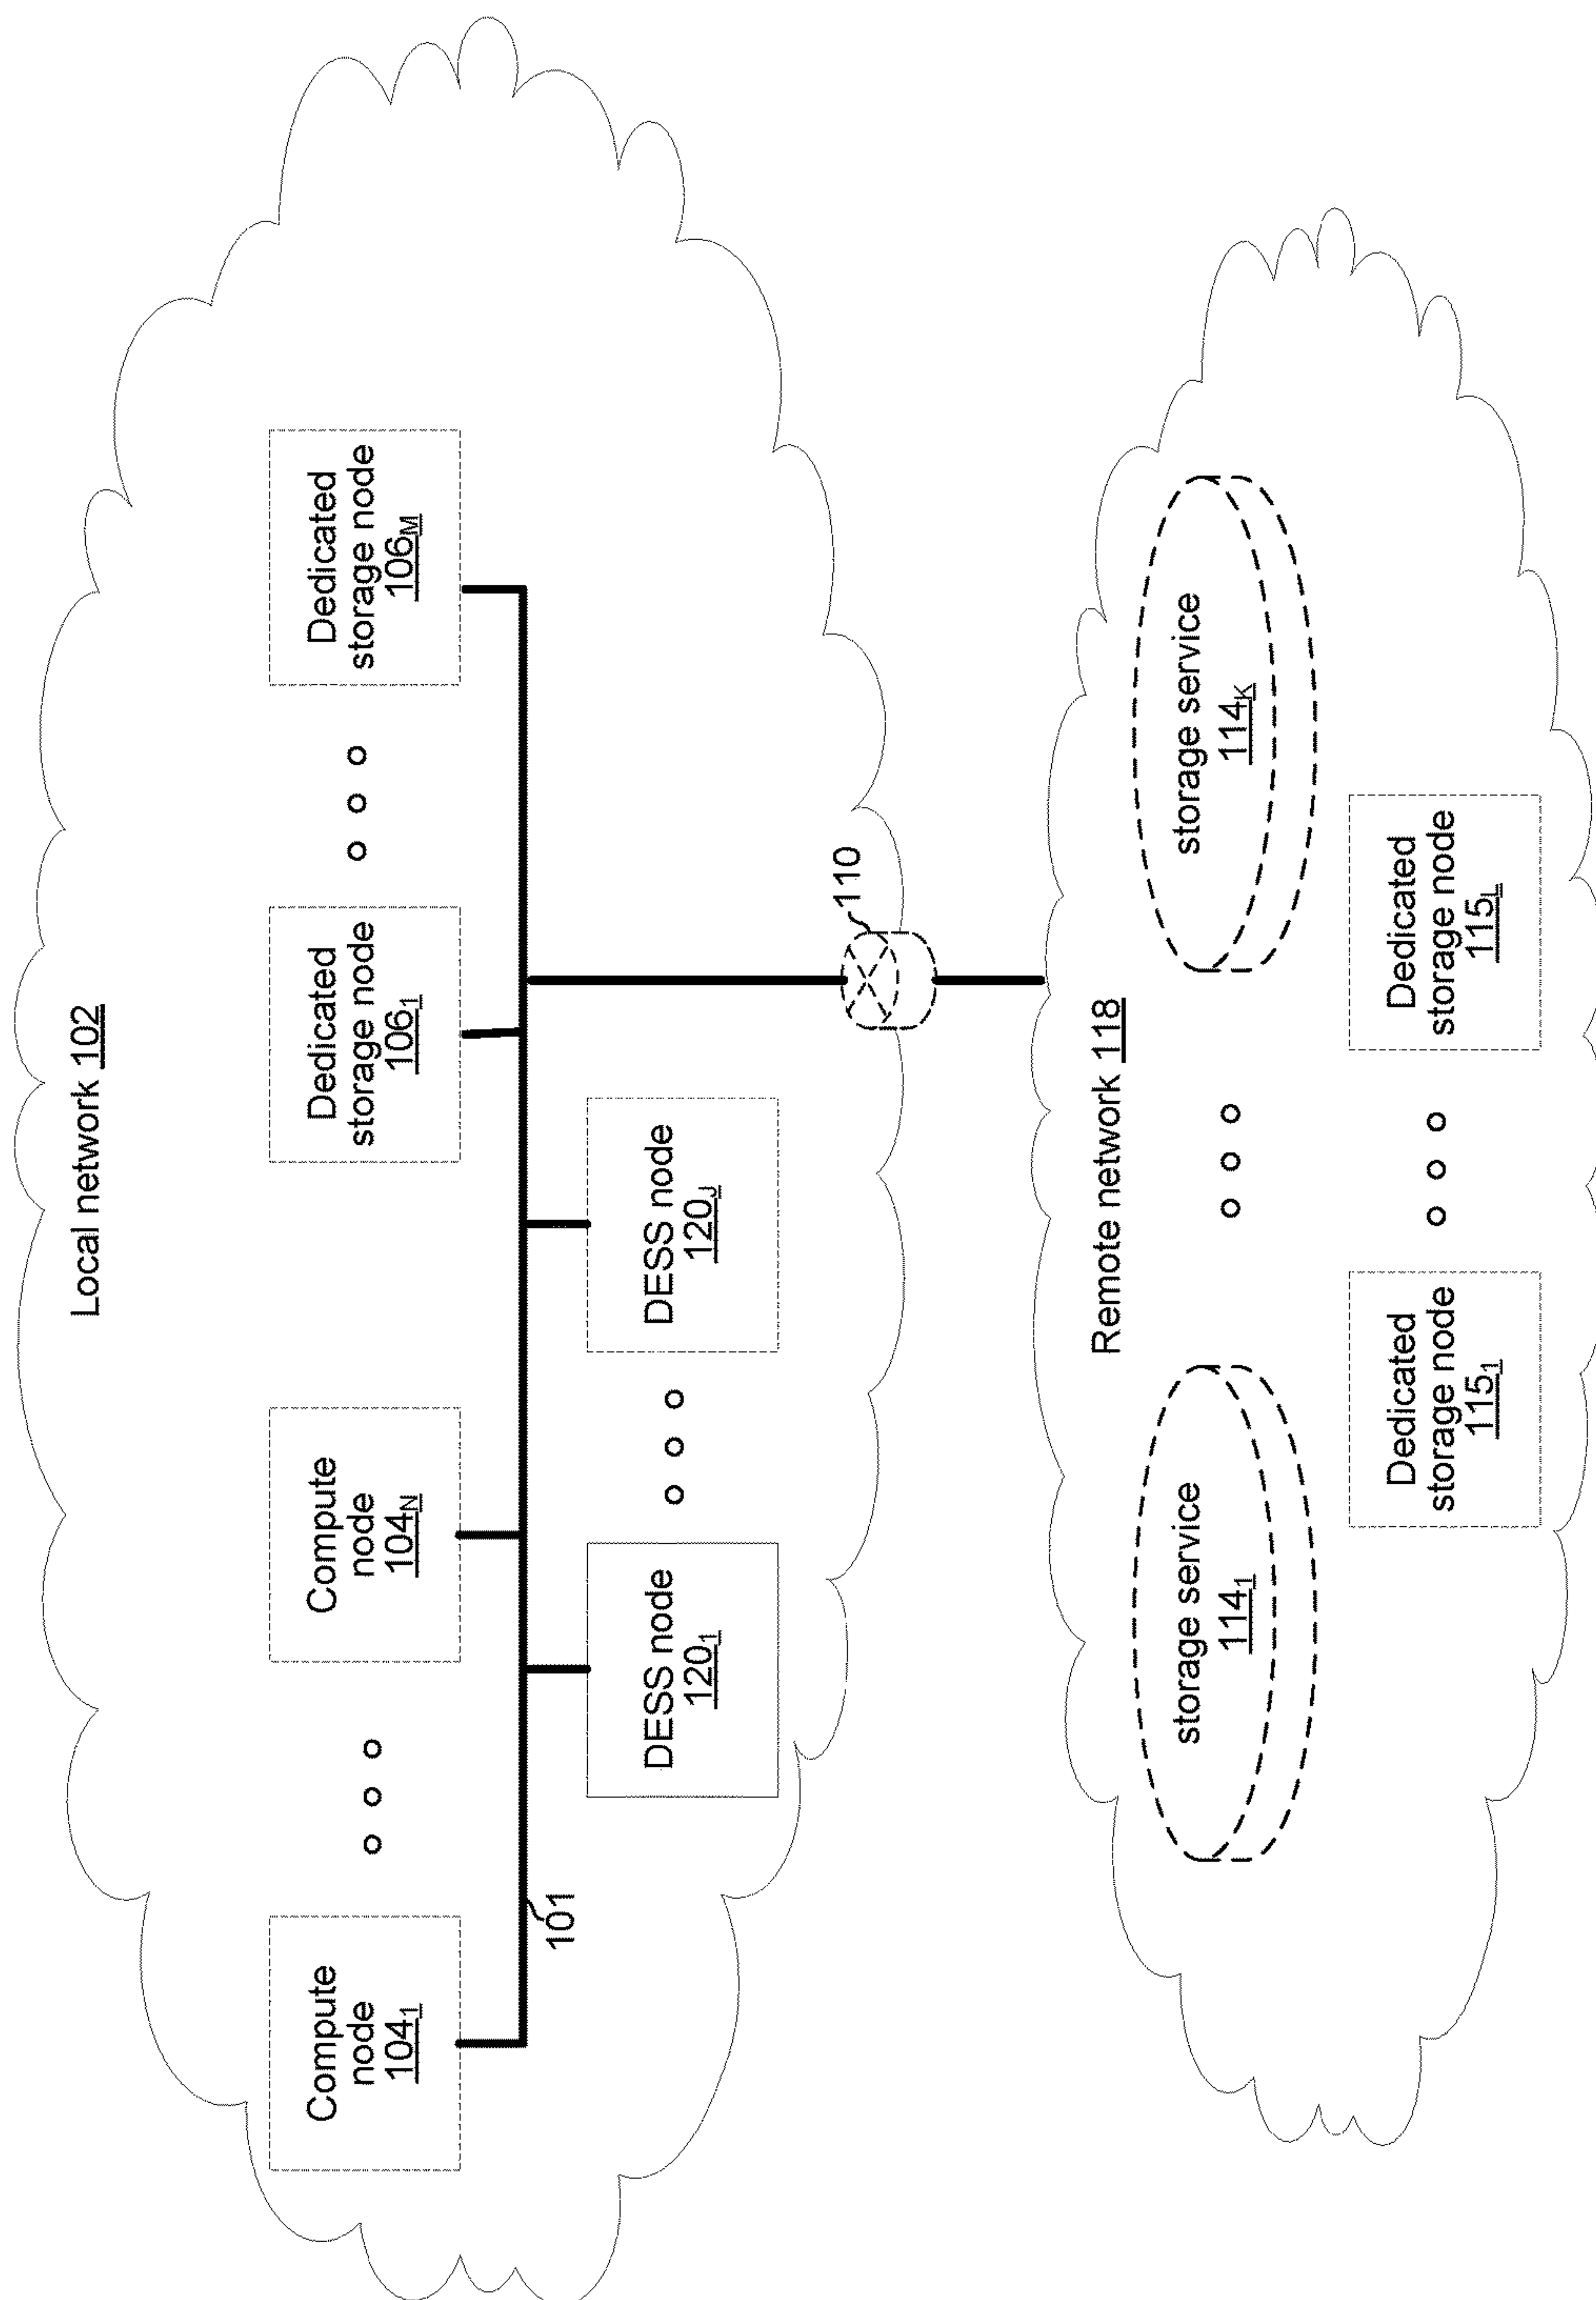 Local network 102
Compute
node
104₁
Compute
node
104N
Dedicated
storage node
106₁
Dedicated
storage node
106M
101
DESS node
120₁
DESS node
120J
110
Remote network 118
storage service
114₁
storage service
114K
Dedicated
storage node
115₁
Dedicated
storage node
115L